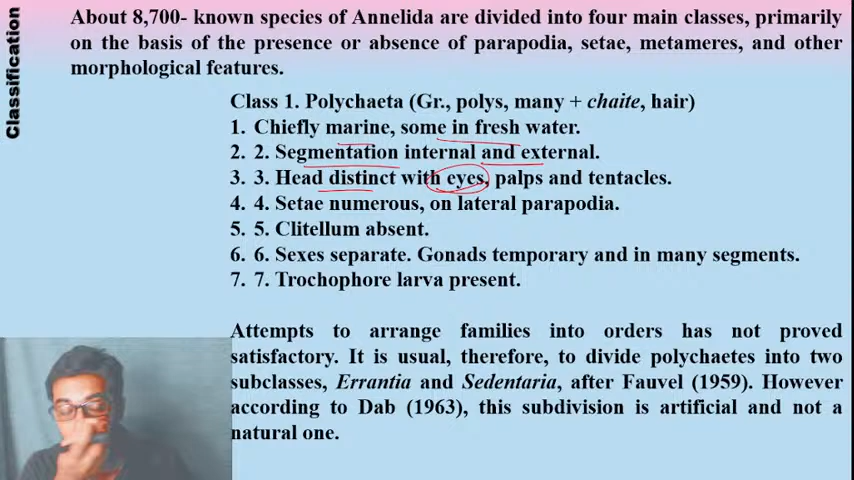 Classification
About 8,700- known species of Annelida are divided into four main classes, primarily
on the basis of the presence or absence of parapodia, setae, metameres, and other
morphological features.
Class 1. Polychaeta (Gr., polys, many + chaite, hair)
1. Chiefly marine, some in fresh water.
2. 2. Segmentation internal and external.
3. 3. Head distinct with eyes, palps and tentacles.
4. 4. Setae numerous, on lateral parapodia.
5. 5. Clitellum absent.
6. 6. Sexes separate. Gonads temporary and in many segments.
7. 7. Trochophore larva present.
Attempts to arrange families into orders has not proved
satisfactory. It is usual, therefore, to divide polychaetes into two
subclasses, Errantia and Sedentaria, after Fauvel (1959). However
according to Dab (1963), this subdivision is artificial and not a
natural one.